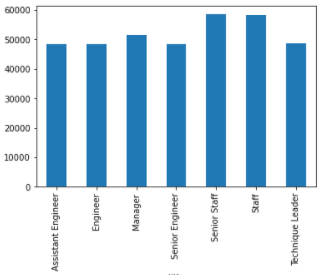 60000
50000
40000
30000
20000
10000
0
Assistant Engineer
Engineer
Manager
Senior Engineer
Senior Staff
Staff
Technique Leader